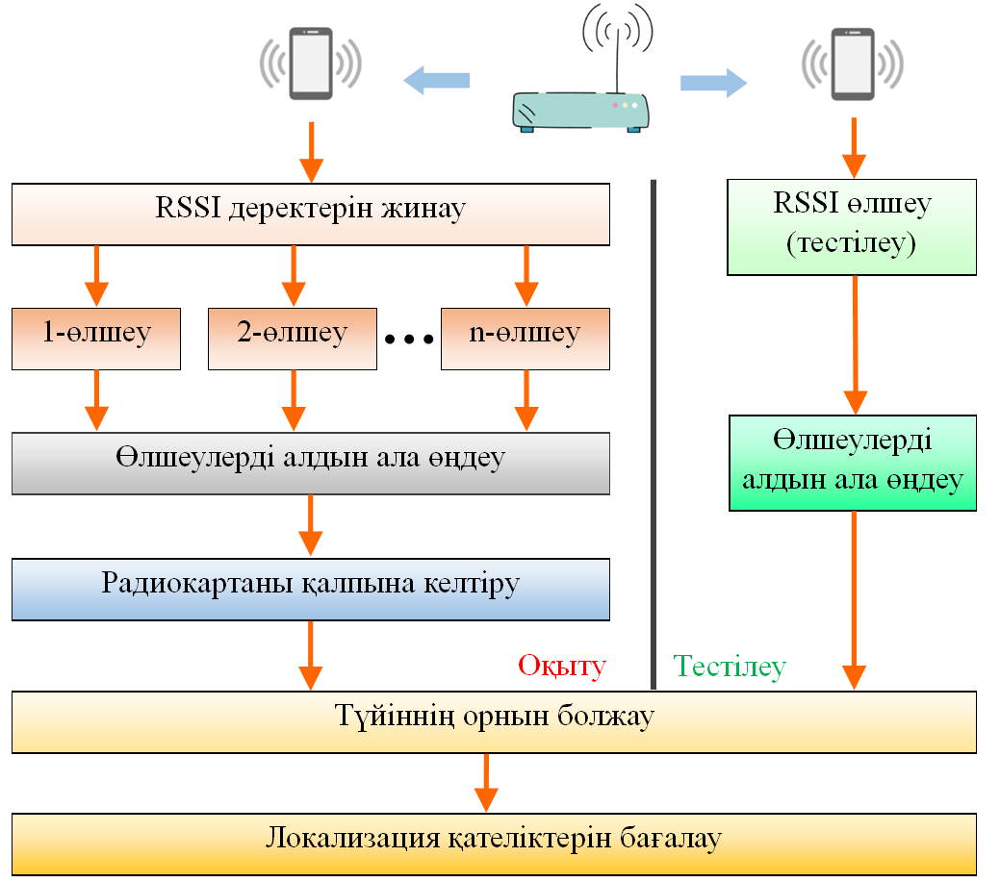 RSSI деректерін жинау
1-өлшеу
2-өлшеу
n-өлшеу
Өлшеулерді алдын ала өңдеу
Радиокартаны қалпына келтіру
Оқыту
RSSI өлшеу
(тестілеу)
Өлшеулерді
алдын ала өңдеу
Тестілеу
Түйіннің орнын болжау
Локализация қателіктерін бағалау